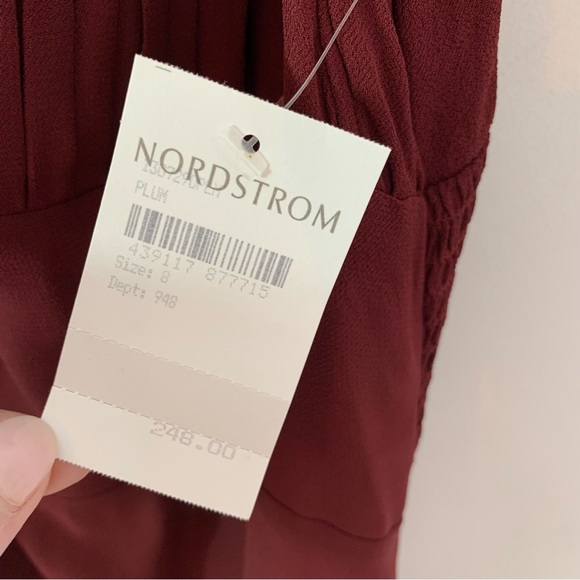 NORDSTROM
PLUM
439117 877715
Size: 8
Dept: 948
248.00